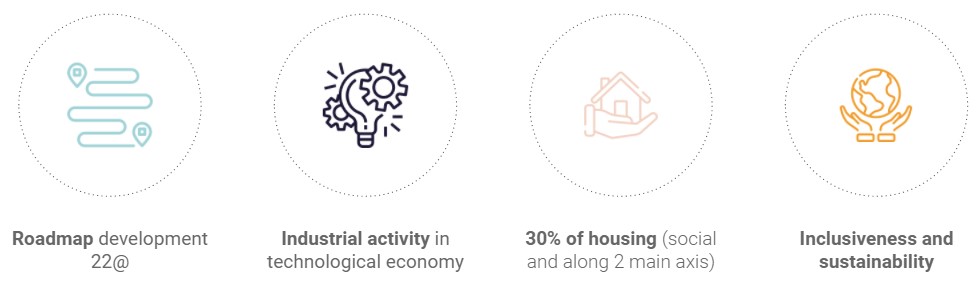 Roadmap development
22@
Industrial activity in
technological economy
30% of housing (social
and along 2 main axis)
Inclusiveness and
sustainability